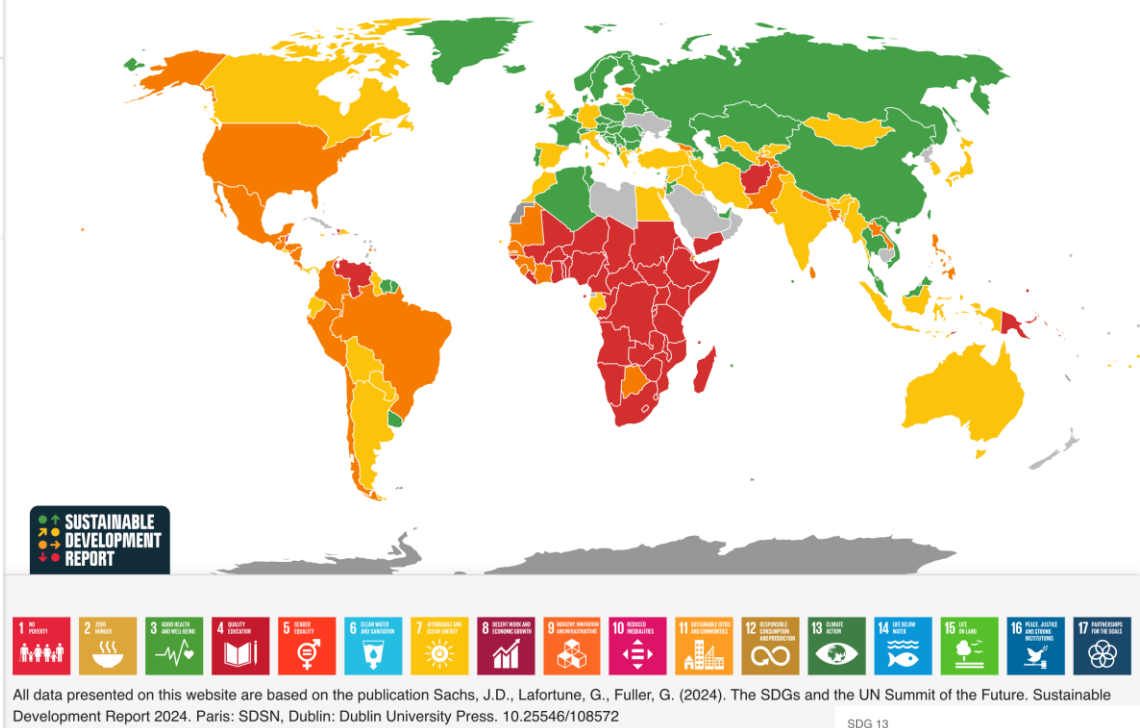 SUSTAINABLE
DEVELOPMENT
REPORT
1 NO
POVERTY
2 ZERO
HUNGER
3 GOOD HEALTH
AND WELL-BEING
4 QUALITY
EDUCATION
5 GENDER
EQUALITY
6 CLEAN WATER
AND SANITATION
7 AFFORDABLE AND
CLEAN ENERGY
8 DECENT WORK AND
ECONOMIC GROWTH
9 INDUSTRY, INNOVATION
AND INFRASTRUCTURE
10 REDUCED
INEQUALITIES
11 SUSTAINABLE CITIES
AND COMMUNITIES
12 RESPONSIBLE
CONSUMPTION
AND PRODUCTION
13 CLIMATE
ACTION
14 LIFE BELOW
WATER
15 LIFE
ON LAND
16 PEACE, JUSTICE
AND STRONG
INSTITUTIONS
17 PARTNERSHIPS
FOR THE GOALS
All data presented on this website are based on the publication Sachs, J.D., Lafortune, G., Fuller, G. (2024). The SDGs and the UN Summit of the Future. Sustainable
Development Report 2024. Paris: SDSN, Dublin: Dublin University Press. 10.25546/108572
SDG 13